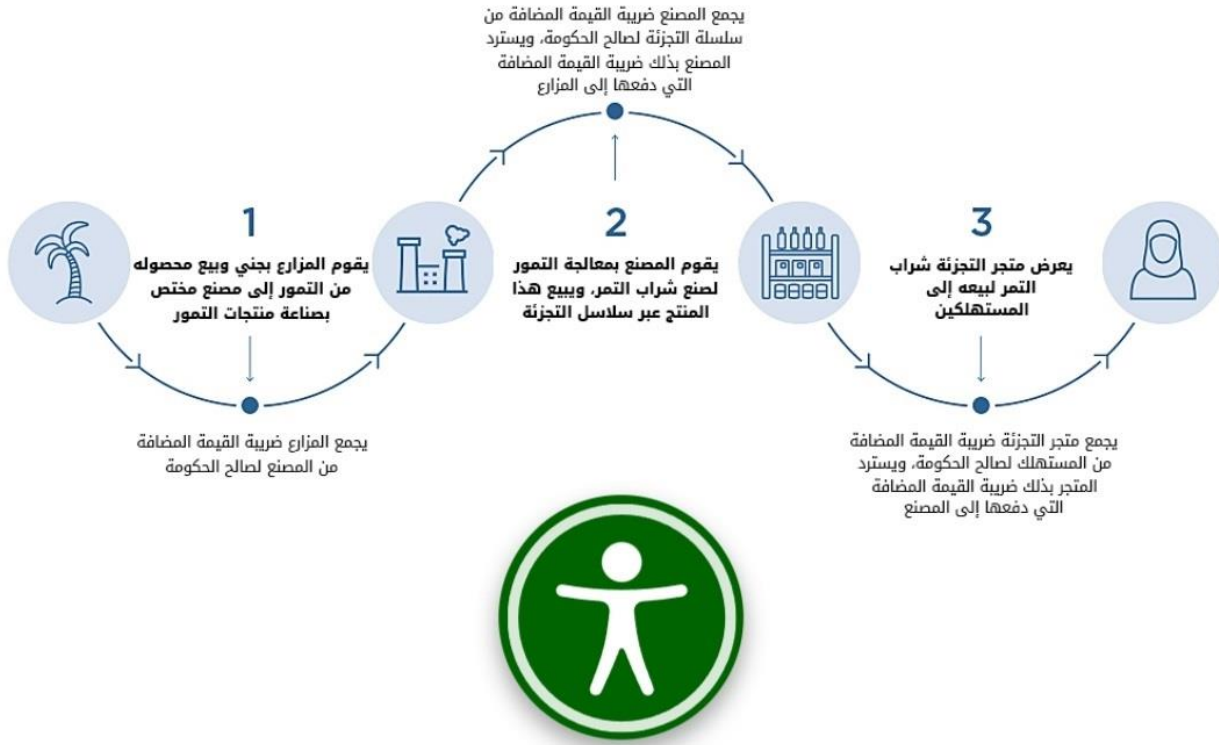 يجمع المصنع ضريبة القيمة المضافة من
سلسلة التجزئة لصالح الحكومة، ويسترد
المصنع بذلك ضريبة القيمة المضافة
التي دفعها إلى المزارع
1
يقوم المزارع بجني وبيع محصوله
من التمور إلى مصنع مختص
بصناعة منتجات التمور
2
يقوم المصنع بمعالجة التمور
لصنع شراب التمر، ويبيع هذا
المنتج عبر سلاسل التجزئة
3
يعرض متجر التجزئة شراب
التمر لبيعه إلى
المستهلكين
يجمع المزارع ضريبة القيمة المضافة
من المصنع لصالح الحكومة
يجمع متجر التجزئة ضريبة القيمة المضافة
من المستهلك لصالح الحكومة، ويسترد
المتجر بذلك ضريبة القيمة المضافة
التي دفعها إلى المصنع